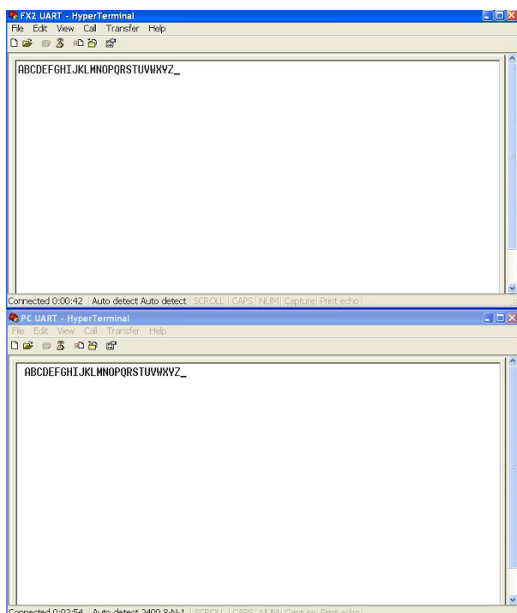 FX2 UART - HyperTerminal
File Edit View Call Transfer Help
ABCDEFGHIJKLMNOPQRSTUVWXYZ_
Connected 0:00:42 Auto detect Auto detect SCROLL CAPS NUM Capture Print echo
PC UART - HyperTerminal
File Edit View Call Transfer Help
ABCDEFGHIJKLMNOPQRSTUVWXYZ_
Connected 0:02:54 Auto detect 2400 8-N-1 SCROLL CAPS NUM Capture Print echo